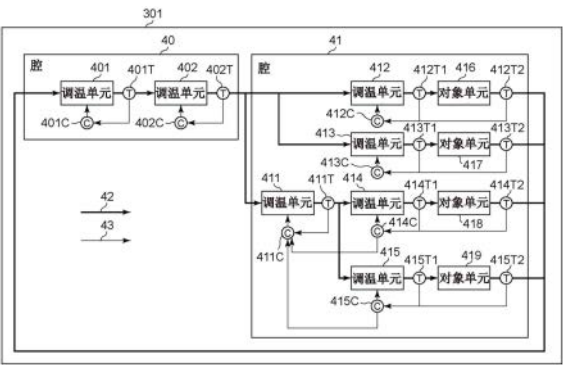 301
40
41
腔
401
401T
402
402T
调温单元
T
调温单元
T
401C
C
402C
C
腔
412
412T1
416
412T2
调温单元
T
对象单元
T
412C
C
413
413T1
413T2
调温单元
T
对象单元
T
413C
C
417
411
411T
414
414T1
414T2
调温单元
T
调温单元
T
对象单元
T
C
411C
C
414C
418
42
43
415
415T1
419
415T2
调温单元
T
对象单元
T
415C
C